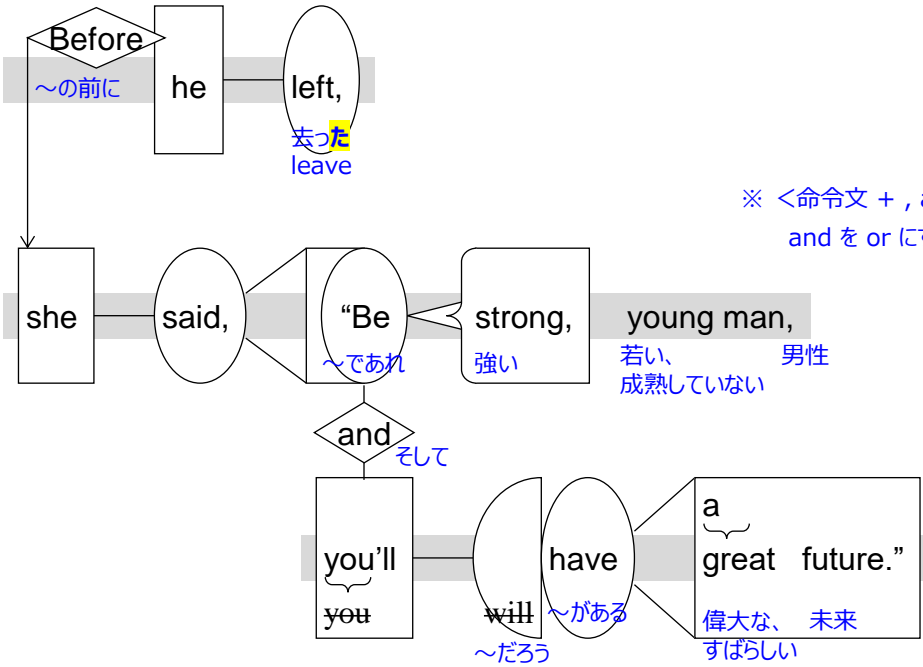 Before he left,
～の前に
去った
leave
※ ＜命令文 + ,
and を or に
she said, “Be strong, young man,
～であれ 強い 若い、 男性
成熟していない
and
そして
a
you'll have great future.”
you will ～がある 偉大な、 未来
～だろう すばらしい